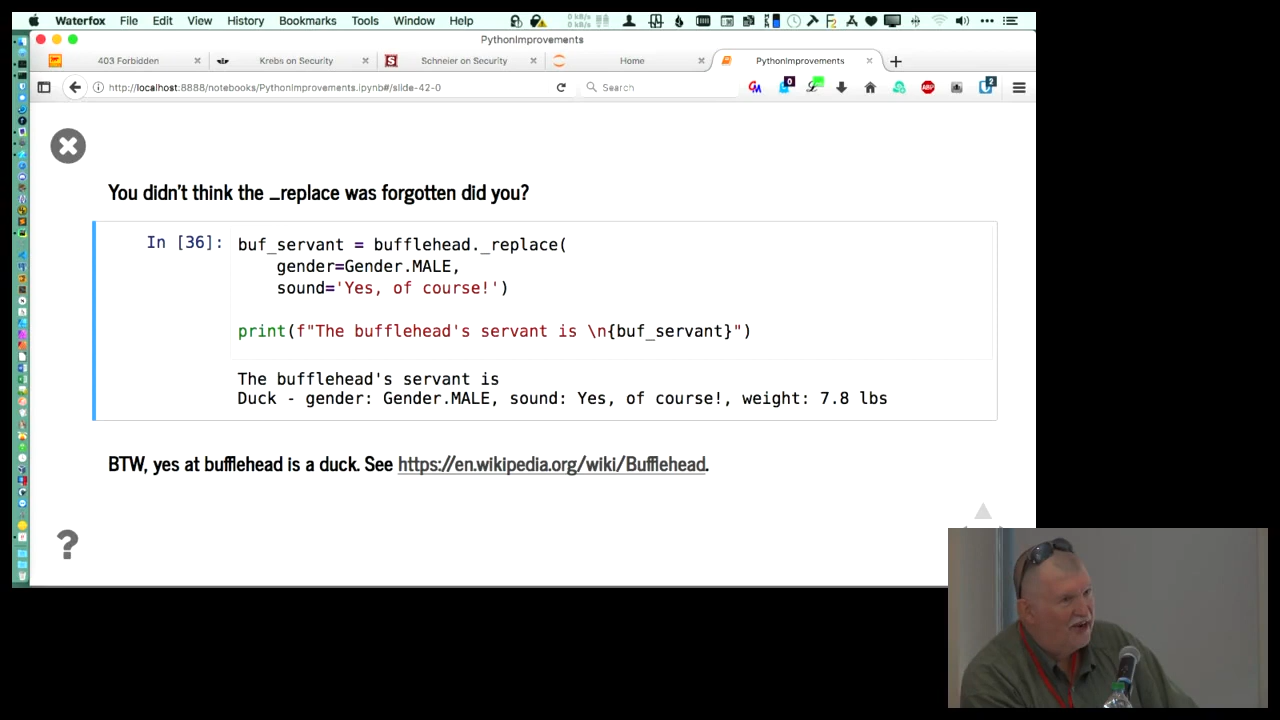 Waterfox File Edit View History Bookmarks Tools Window Help
PythonImprovements
403 Forbidden Krebs on Security Schneier on Security Home PythonImprovements
http://localhost:8888/notebooks/PythonImprovements.ipynb#/slide-42-0 Search
You didn't think the _replace was forgotten did you?
In [36]: buf_servant = bufflehead._replace(
gender=Gender.MALE,
sound='Yes, of course!')
print(f"The bufflehead's servant is \n{buf_servant}")
The bufflehead's servant is
Duck - gender: Gender.MALE, sound: Yes, of course!, weight: 7.8 lbs
BTW, yes at bufflehead is a duck. See https://en.wikipedia.org/wiki/Bufflehead.
?